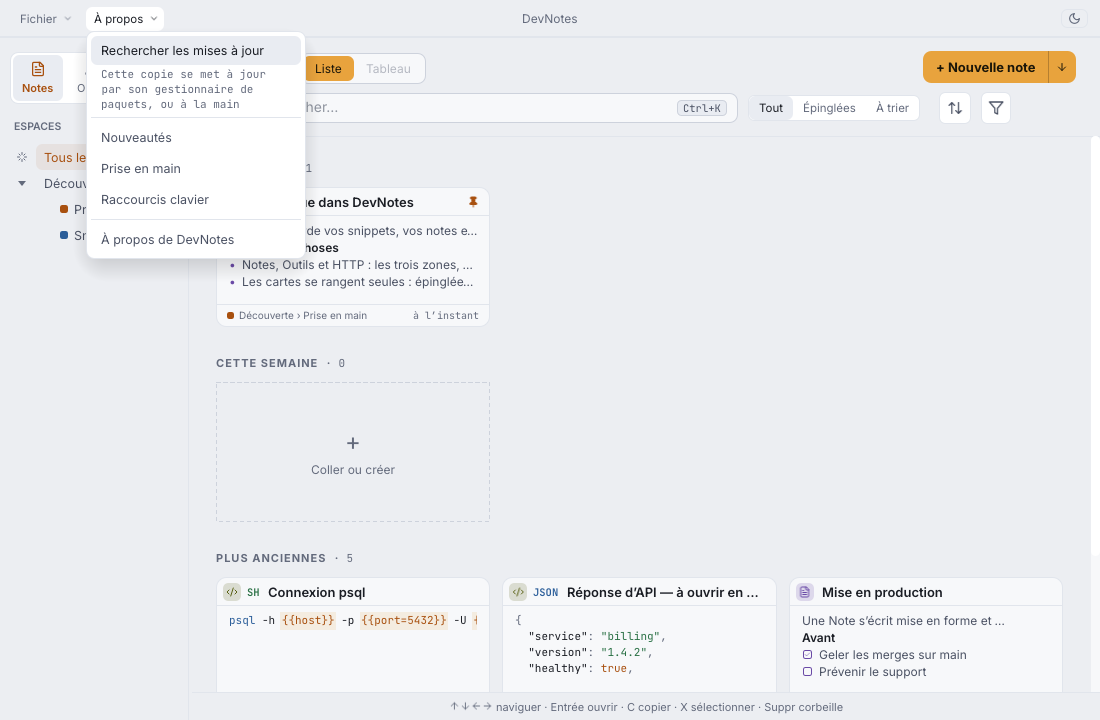 Fichier
À propos
DevNotes
Rechercher les mises à jour
Cette copie se met à jour
par son gestionnaire de
paquets, ou à la main
Nouveautés
Prise en main
Raccourcis clavier
À propos de DevNotes
Notes
O
Liste
Tableau
+ Nouvelle note
her…
Ctrl+K
Tout
Épinglées
À trier
ESPACES
Tous le
Découv
Pr
Sn
1
ue dans DevNotes
de vos snippets, vos notes e…
hoses
• Notes, Outils et HTTP : les trois zones, …
• Les cartes se rangent seules : épinglée…
Découverte › Prise en main
à l’instant
CETTE SEMAINE · 0
+
Coller ou créer
PLUS ANCIENNES · 5
SH Connexion psql
psql -h {{host}} -p {{port=5432}} -U {
JSON Réponse d’API — à ouvrir en …
{
"service": "billing",
"version": "1.4.2",
"healthy": true,
Mise en production
Une Note s’écrit mise en forme et …
Avant
Geler les merges sur main
Prévenir le support
↑↓←→ naviguer · Entrée ouvrir · C copier · X sélectionner · Suppr corbeille